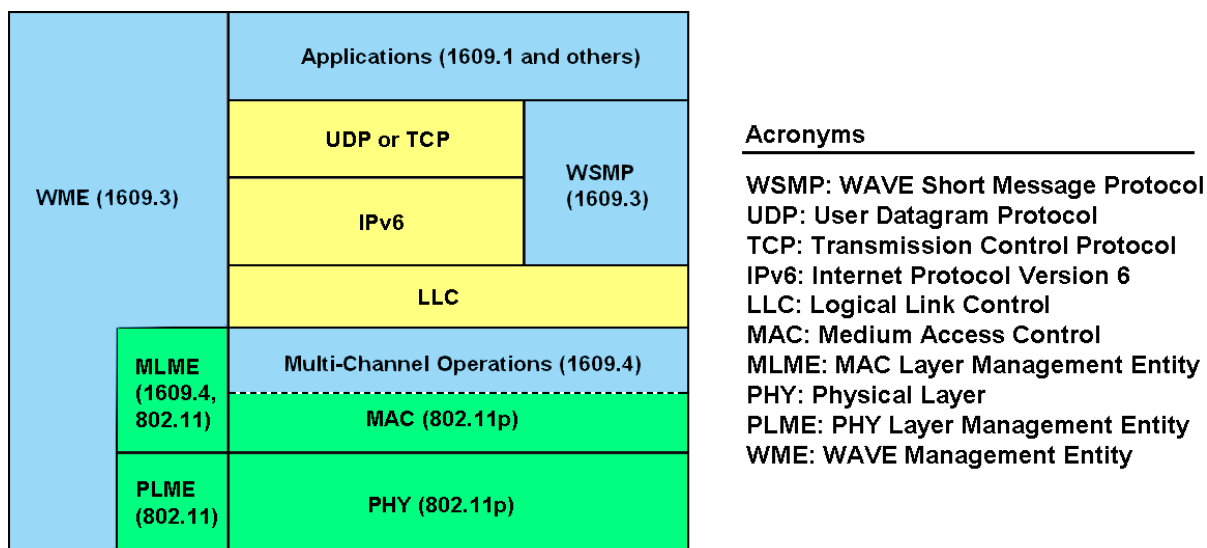 Applications (1609.1 and others)
UDP or TCP
WSMP
(1609.3)
WME (1609.3)
IPv6
LLC
MLME
(1609.4,
802.11)
Multi-Channel Operations (1609.4)
MAC (802.11p)
PLME
(802.11)
PHY (802.11p)
Acronyms
WSMP: WAVE Short Message Protocol
UDP: User Datagram Protocol
TCP: Transmission Control Protocol
IPv6: Internet Protocol Version 6
LLC: Logical Link Control
MAC: Medium Access Control
MLME: MAC Layer Management Entity
PHY: Physical Layer
PLME: PHY Layer Management Entity
WME: WAVE Management Entity